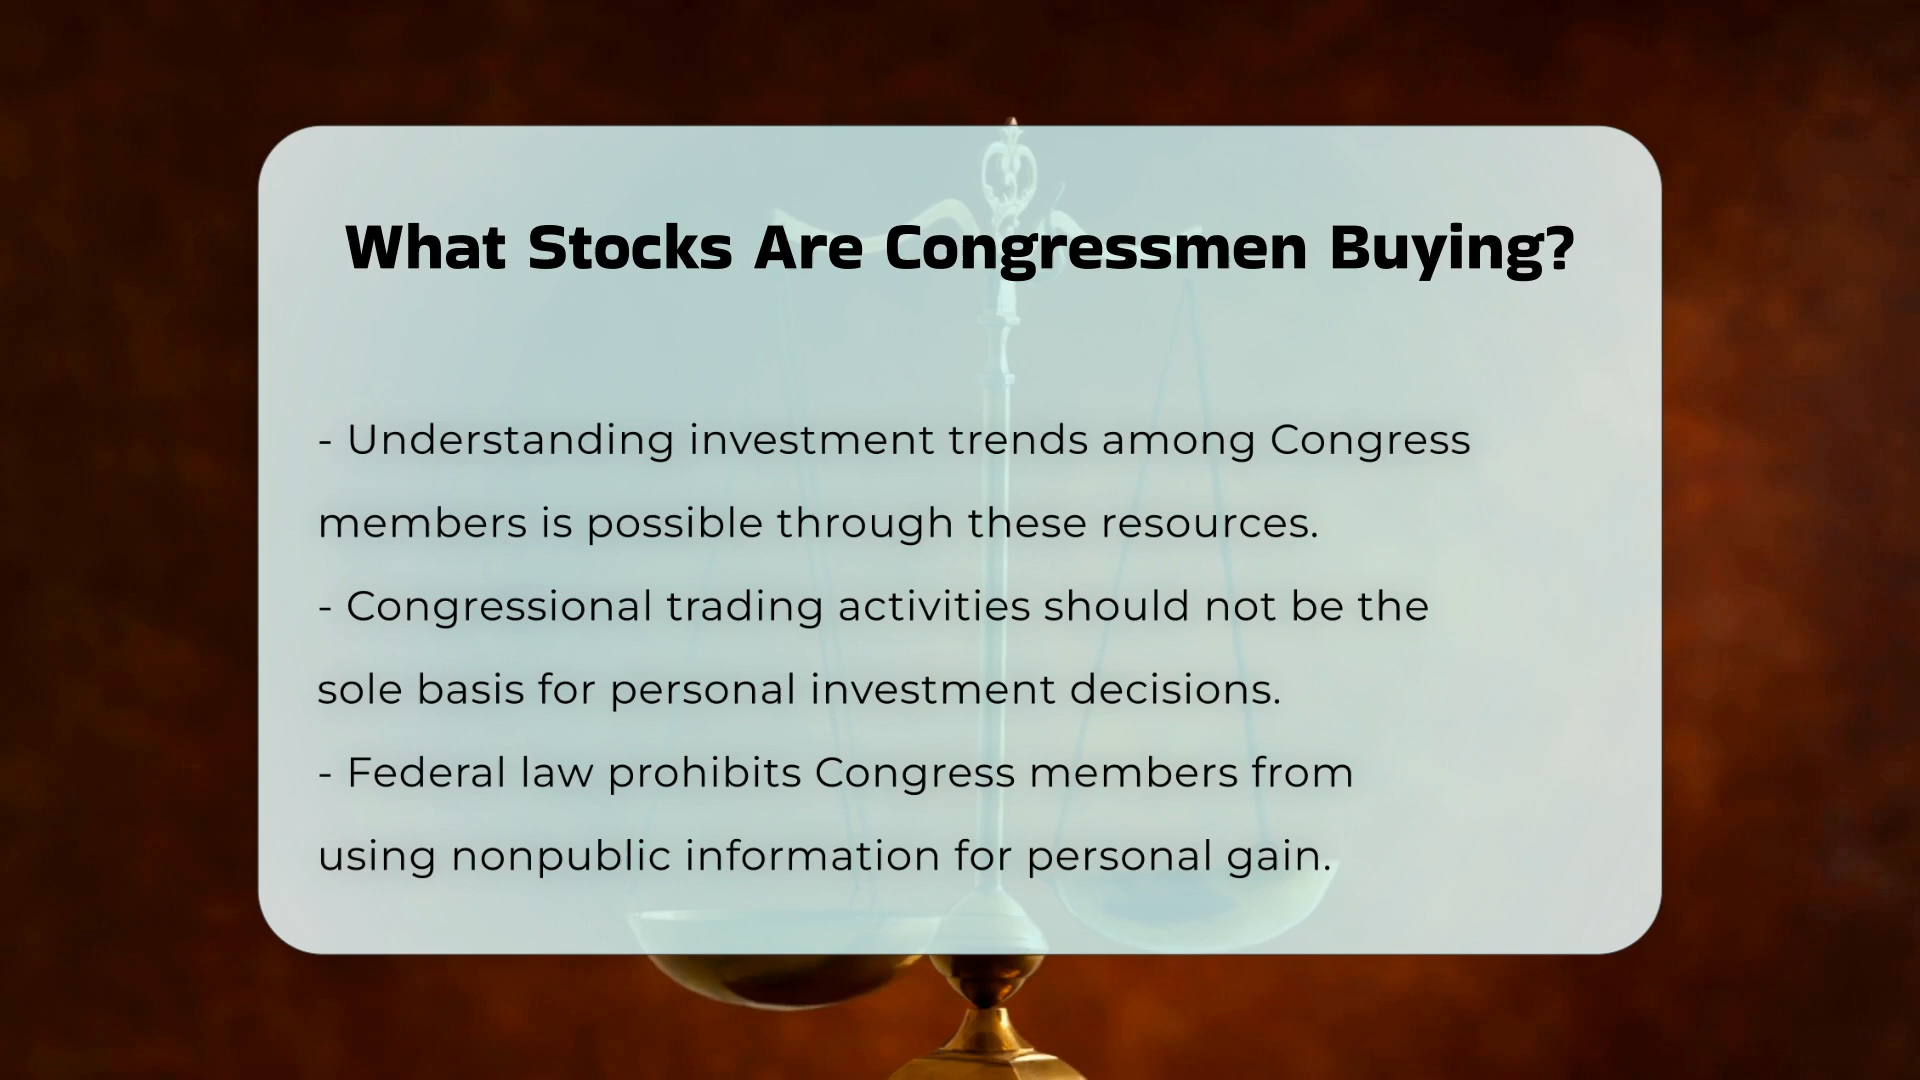 What Stocks Are Congressmen Buying?
- Understanding investment trends among Congress
members is possible through these resources.
- Congressional trading activities should not be the
sole basis for personal investment decisions.
- Federal law prohibits Congress members from
using nonpublic information for personal gain.